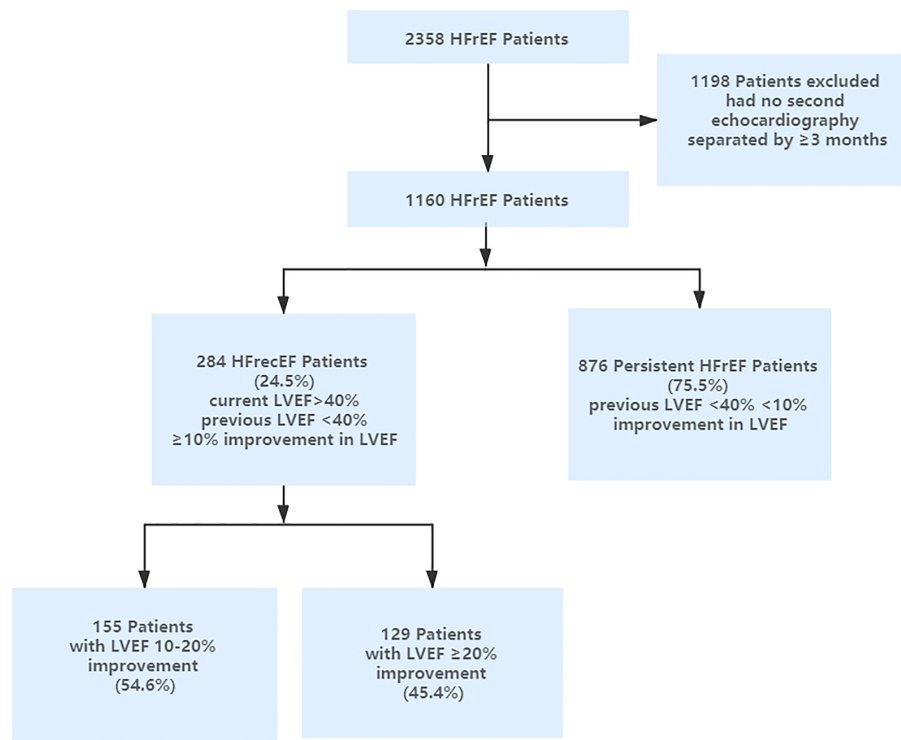 2358 HFrEF Patients
1198 Patients excluded
had no second
echocardiography
separated by ≥3 months
1160 HFrEF Patients
284 HFrecEF Patients
(24.5%)
current LVEF>40%
previous LVEF <40%
≥10% improvement in LVEF
876 Persistent HFrEF Patients
(75.5%)
previous LVEF <40% <10%
improvement in LVEF
155 Patients
with LVEF 10-20%
improvement
(54.6%)
129 Patients
with LVEF ≥20%
improvement
(45.4%)